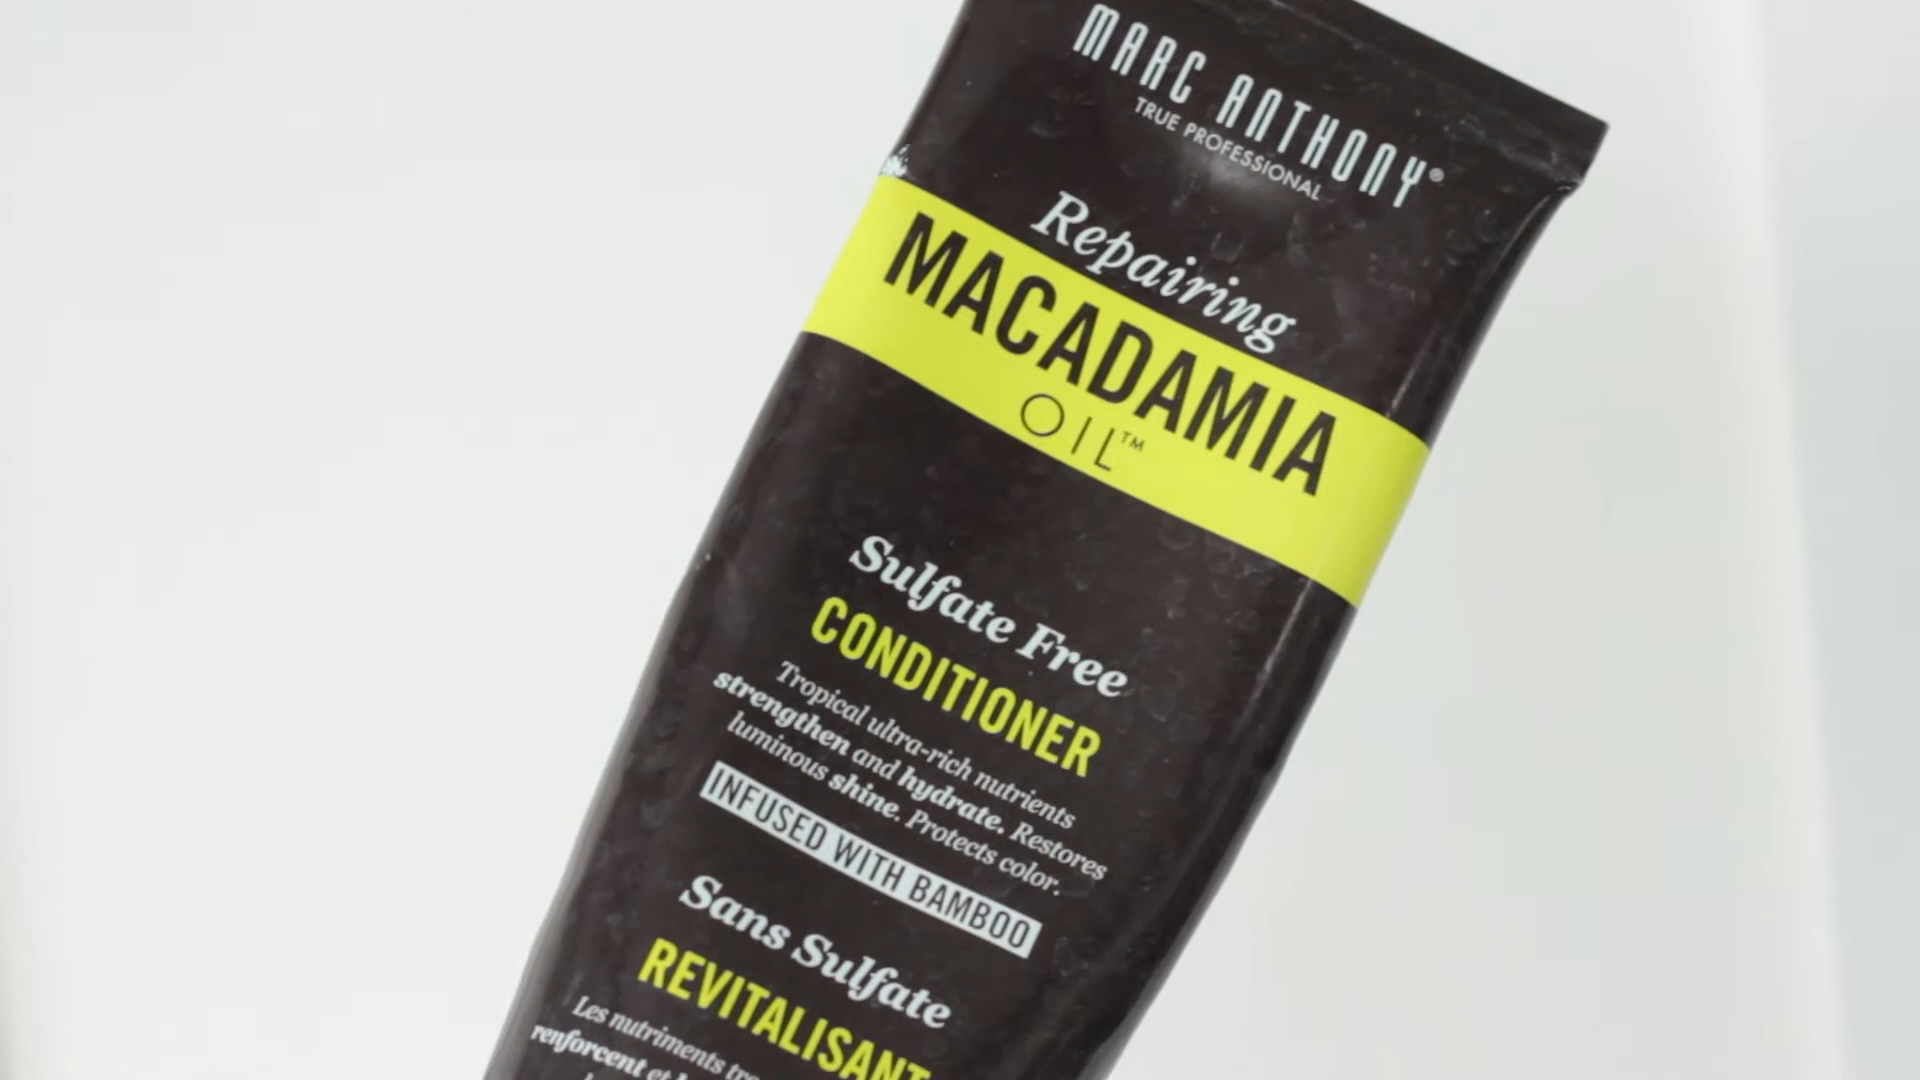 MARC ANTHONY®
TRUE PROFESSIONAL
Repairing
MACADAMIA
OIL™
Sulfate Free
CONDITIONER
Tropical ultra-rich nutrients
strengthen and hydrate. Restores
luminous shine. Protects color.
INFUSED WITH BAMBOO
Sans Sulfate
REVITALISANT
Les nutriments
renforcent et